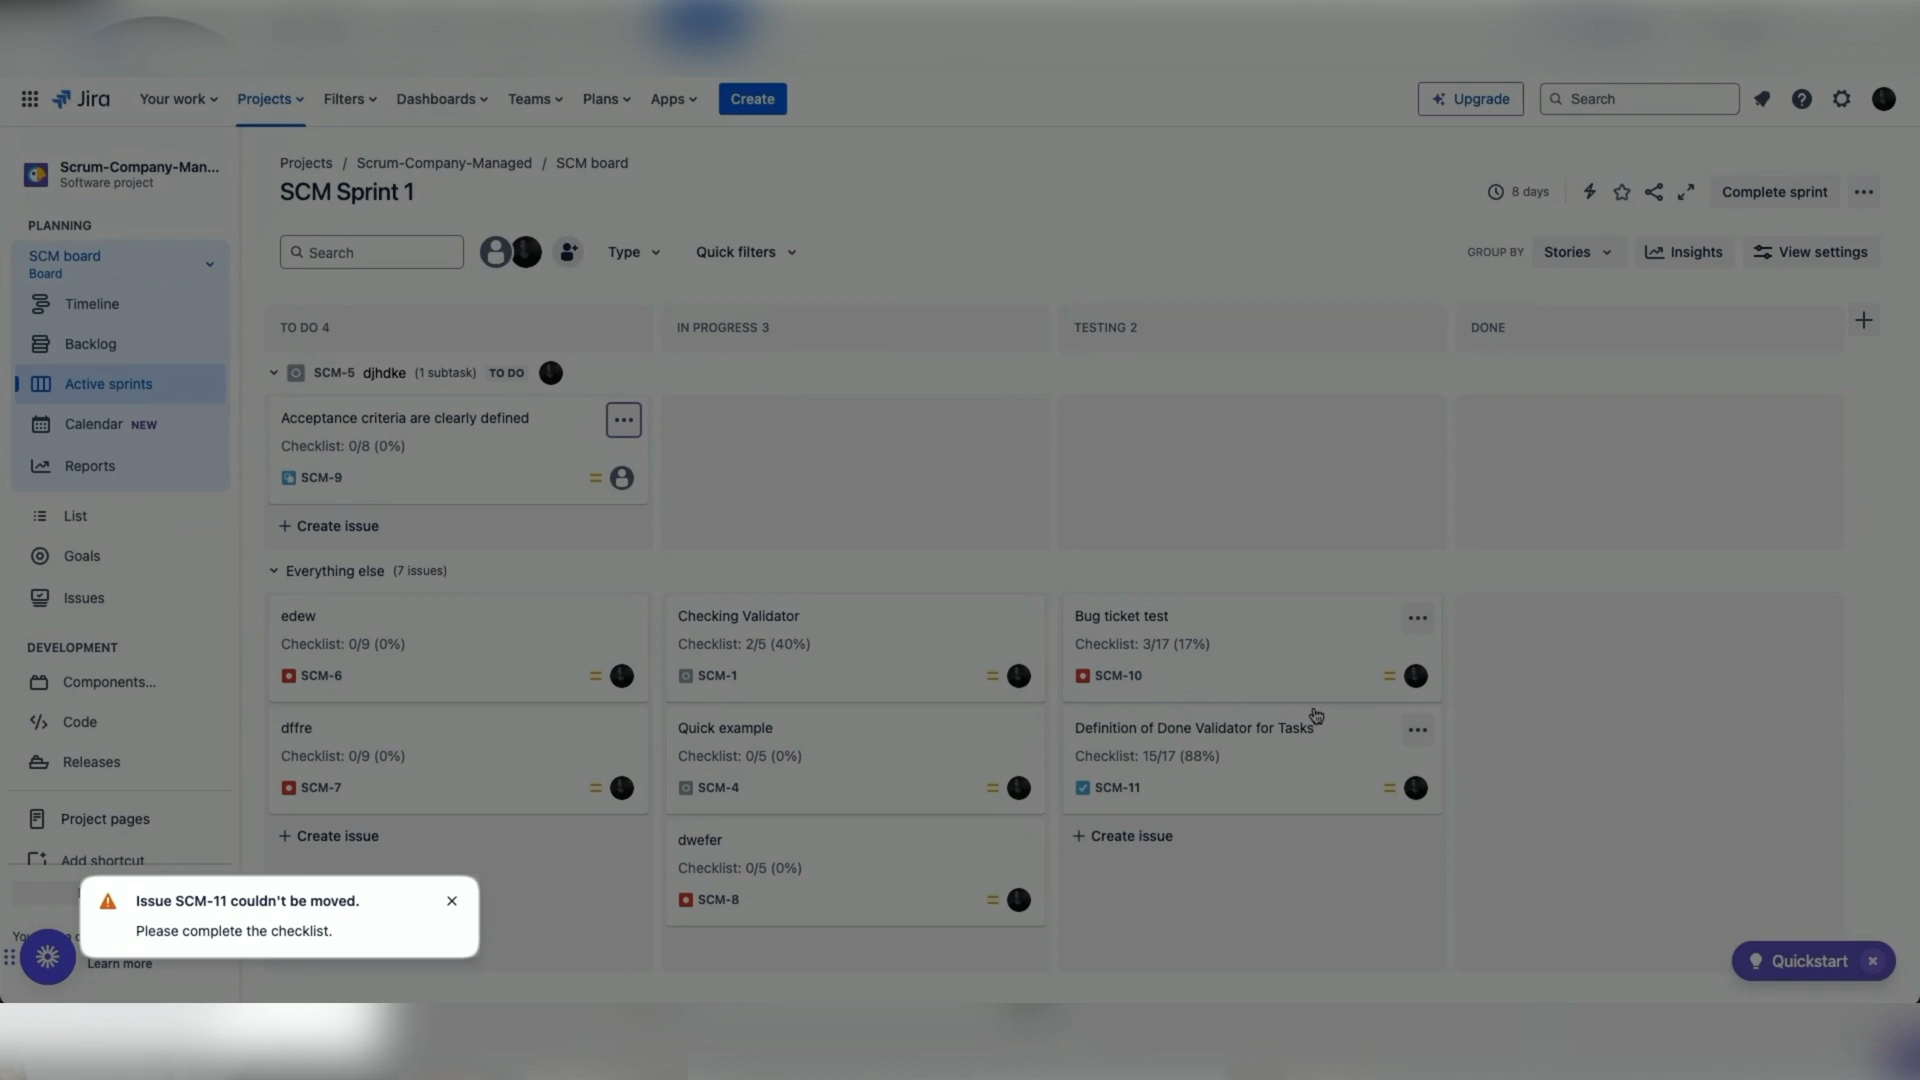 Jira
Your work
Projects
Filters
Dashboards
Teams
Plans
Apps
Create
Upgrade
Search
Scrum-Company-Man...
Software project
Projects / Scrum-Company-Managed / SCM board
SCM Sprint 1
8 days
Complete sprint
PLANNING
SCM board
Board
Timeline
Backlog
Active sprints
Calendar NEW
Reports
List
Goals
Issues
DEVELOPMENT
Components...
Code
Releases
Project pages
Add shortcut
Search
Type
Quick filters
GROUP BY
Stories
Insights
View settings
TO DO 4
IN PROGRESS 3
TESTING 2
DONE
SCM-5 djhdke (1 subtask) TO DO
Acceptance criteria are clearly defined
Checklist: 0/8 (0%)
SCM-9
+ Create issue
Everything else (7 issues)
edew
Checklist: 0/9 (0%)
SCM-6
dffre
Checklist: 0/9 (0%)
SCM-7
+ Create issue
Checking Validator
Checklist: 2/5 (40%)
SCM-1
Quick example
Checklist: 0/5 (0%)
SCM-4
dwefer
Checklist: 0/5 (0%)
SCM-8
Bug ticket test
Checklist: 3/17 (17%)
SCM-10
Definition of Done Validator for Tasks
Checklist: 15/17 (88%)
SCM-11
+ Create issue
Issue SCM-11 couldn't be moved.
Please complete the checklist.
Learn more
Quickstart